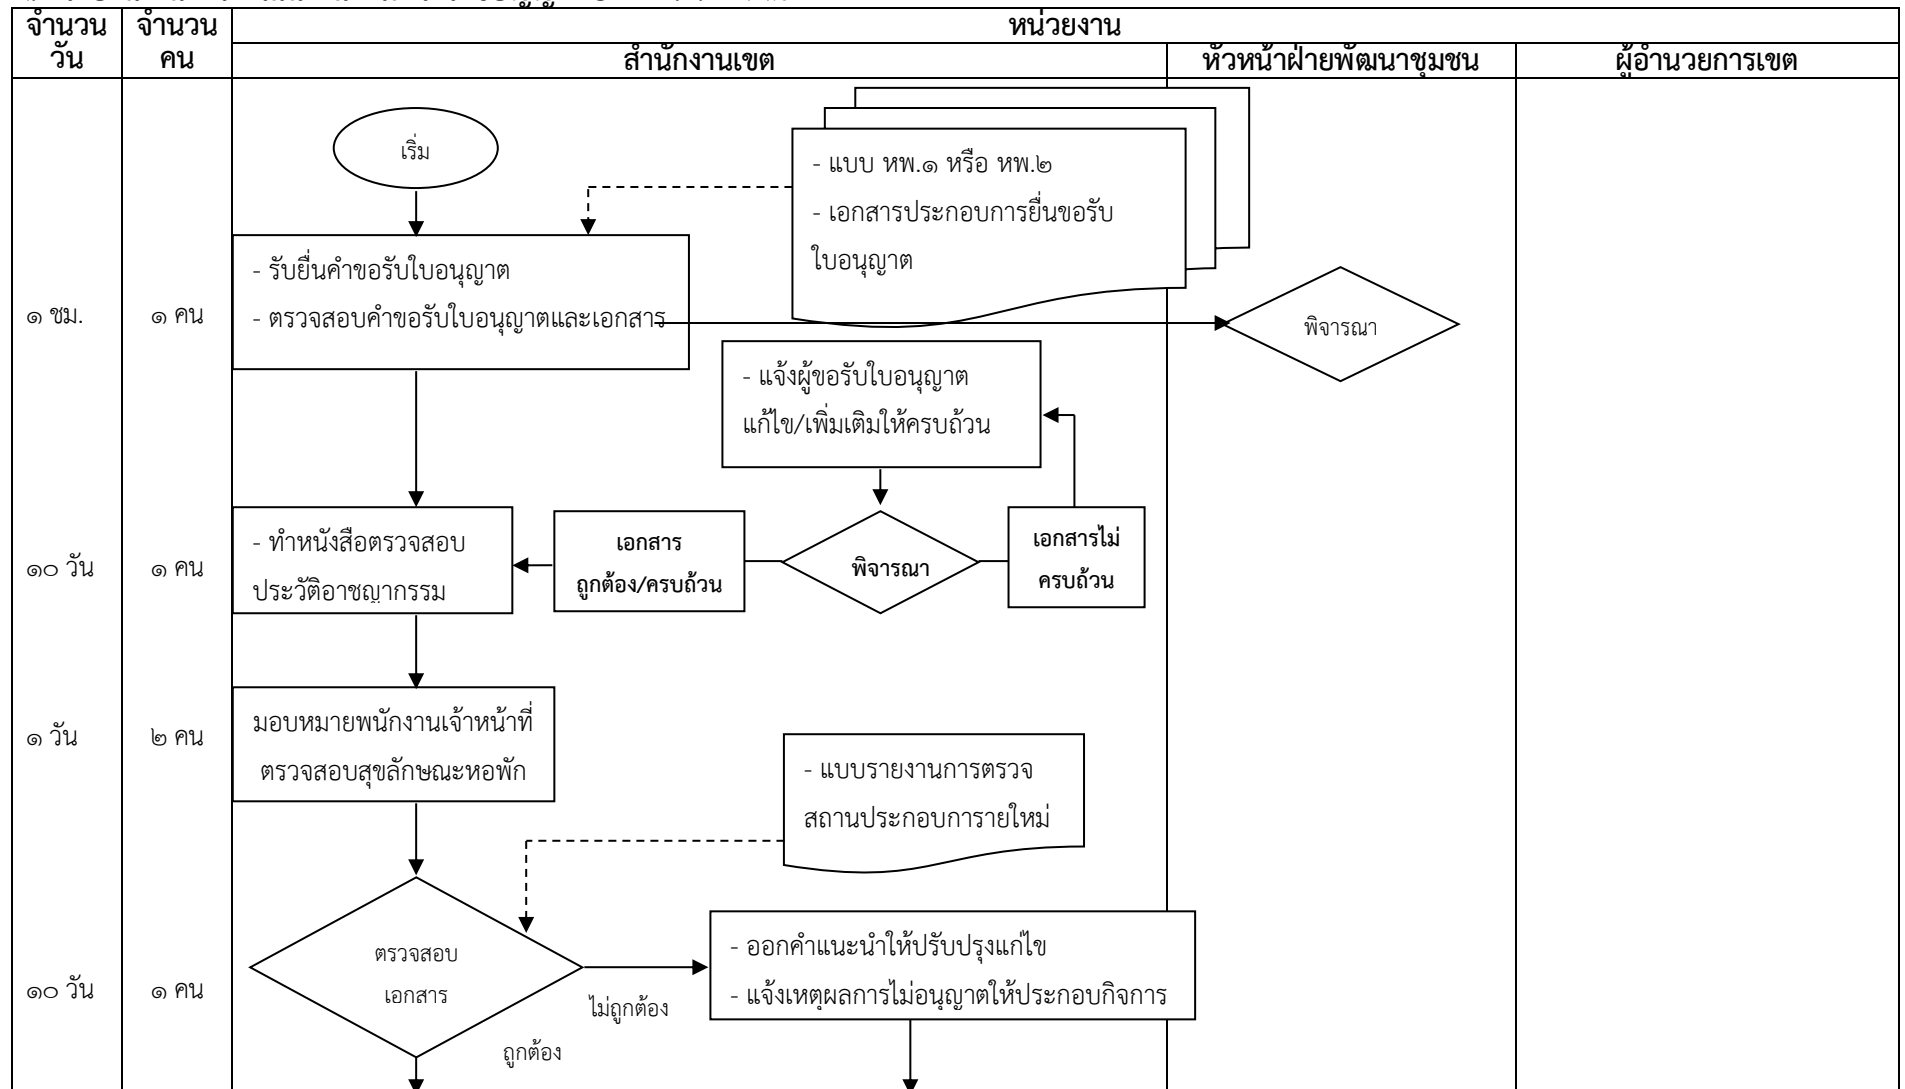 จำนวน
วัน
จำนวน
คน
หน่วยงาน
สำนักงานเขต
หัวหน้าฝ่ายพัฒนาชุมชน
ผู้อำนวยการเขต
เริ่ม
- แบบ หพ.๑ หรือ หพ.๒
- เอกสารประกอบการยื่นขอรับ
ใบอนุญาต
๑ ชม.
๑ คน
- รับยื่นคำขอรับใบอนุญาต
- ตรวจสอบคำขอรับใบอนุญาตและเอกสาร
พิจารณา
- แจ้งผู้ขอรับใบอนุญาต
แก้ไข/เพิ่มเติมให้ครบถ้วน
๑๐ วัน
๑ คน
- ทำหนังสือตรวจสอบ
ประวัติอาชญากรรม
เอกสาร
ถูกต้อง/ครบถ้วน
พิจารณา
เอกสารไม่
ครบถ้วน
๑ วัน
๒ คน
มอบหมายพนักงานเจ้าหน้าที่
ตรวจสอบสุขลักษณะหอพัก
- แบบรายงานการตรวจ
สถานประกอบการายใหม่
๑๐ วัน
๑ คน
ตรวจสอบ
เอกสาร
ไม่ถูกต้อง
- ออกคำแนะนำให้ปรับปรุงแก้ไข
- แจ้งเหตุผลการไม่อนุญาตให้ประกอบกิจการ
ถูกต้อง